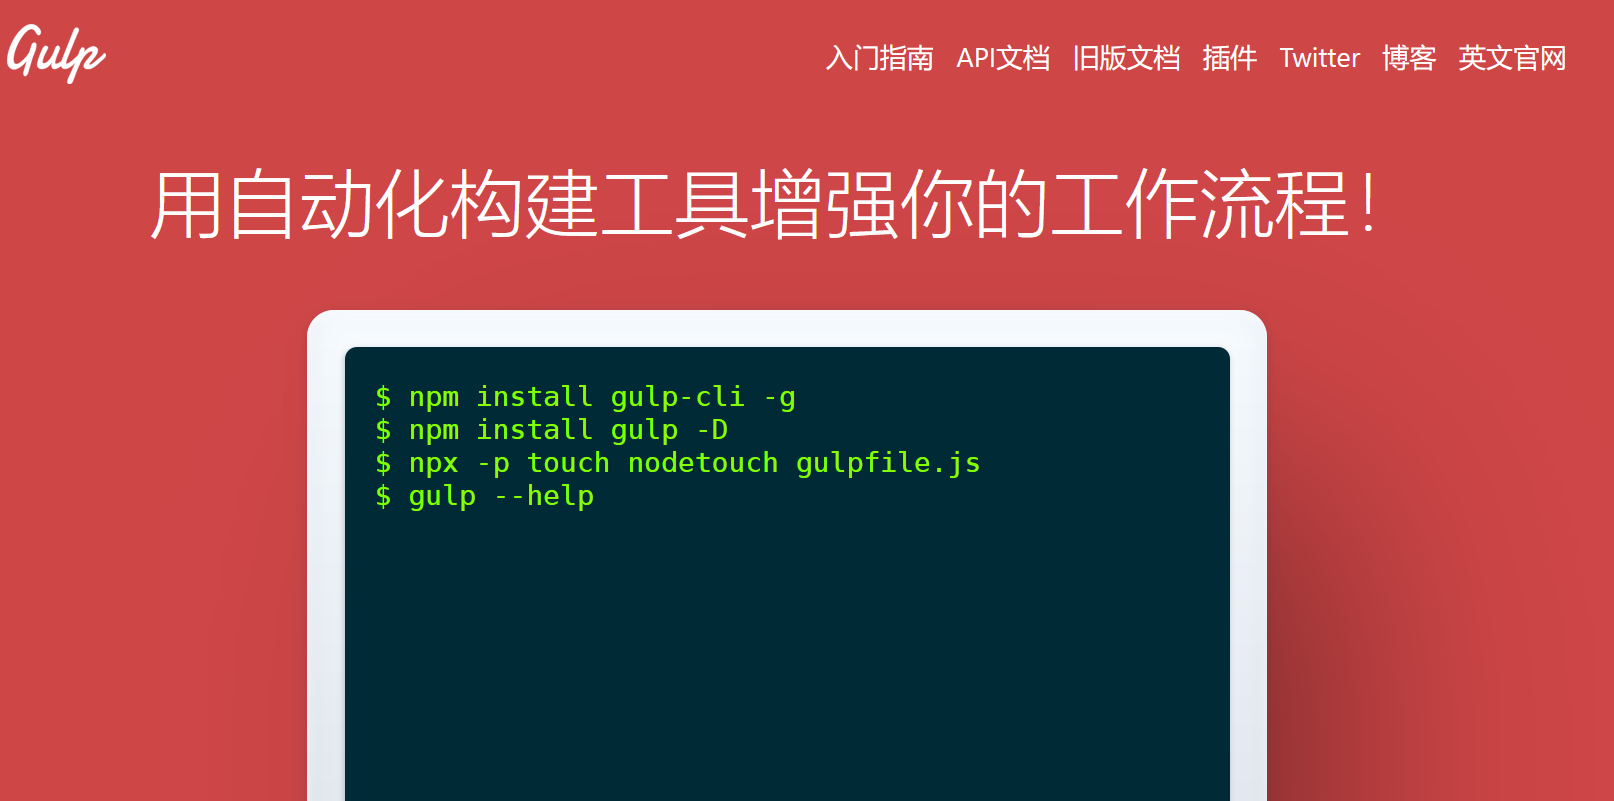 Gulp
入门指南 API文档 旧版文档 插件 Twitter 博客 英文官网
用自动化构建工具增强你的工作流程！
$ npm install gulp-cli -g
$ npm install gulp -D
$ npx -p touch nodetouch gulpfile.js
$ gulp --help